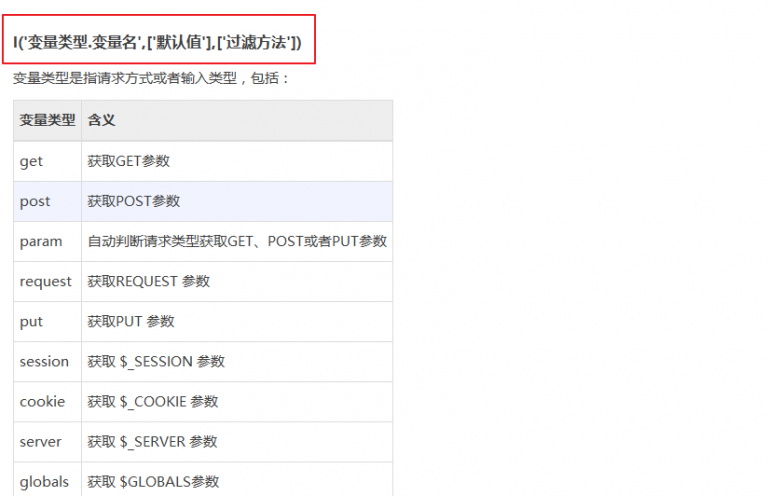 I('变量类型.变量名',['默认值'],['过滤方法'])
变量类型是指请求方式或者输入类型，包括：
变量类型 含义
get 获取GET参数
post 获取POST参数
param 自动判断请求类型获取GET、POST或者PUT参数
request 获取REQUEST 参数
put 获取PUT 参数
session 获取 $_SESSION 参数
cookie 获取 $_COOKIE 参数
server 获取 $_SERVER 参数
globals 获取 $GLOBALS参数